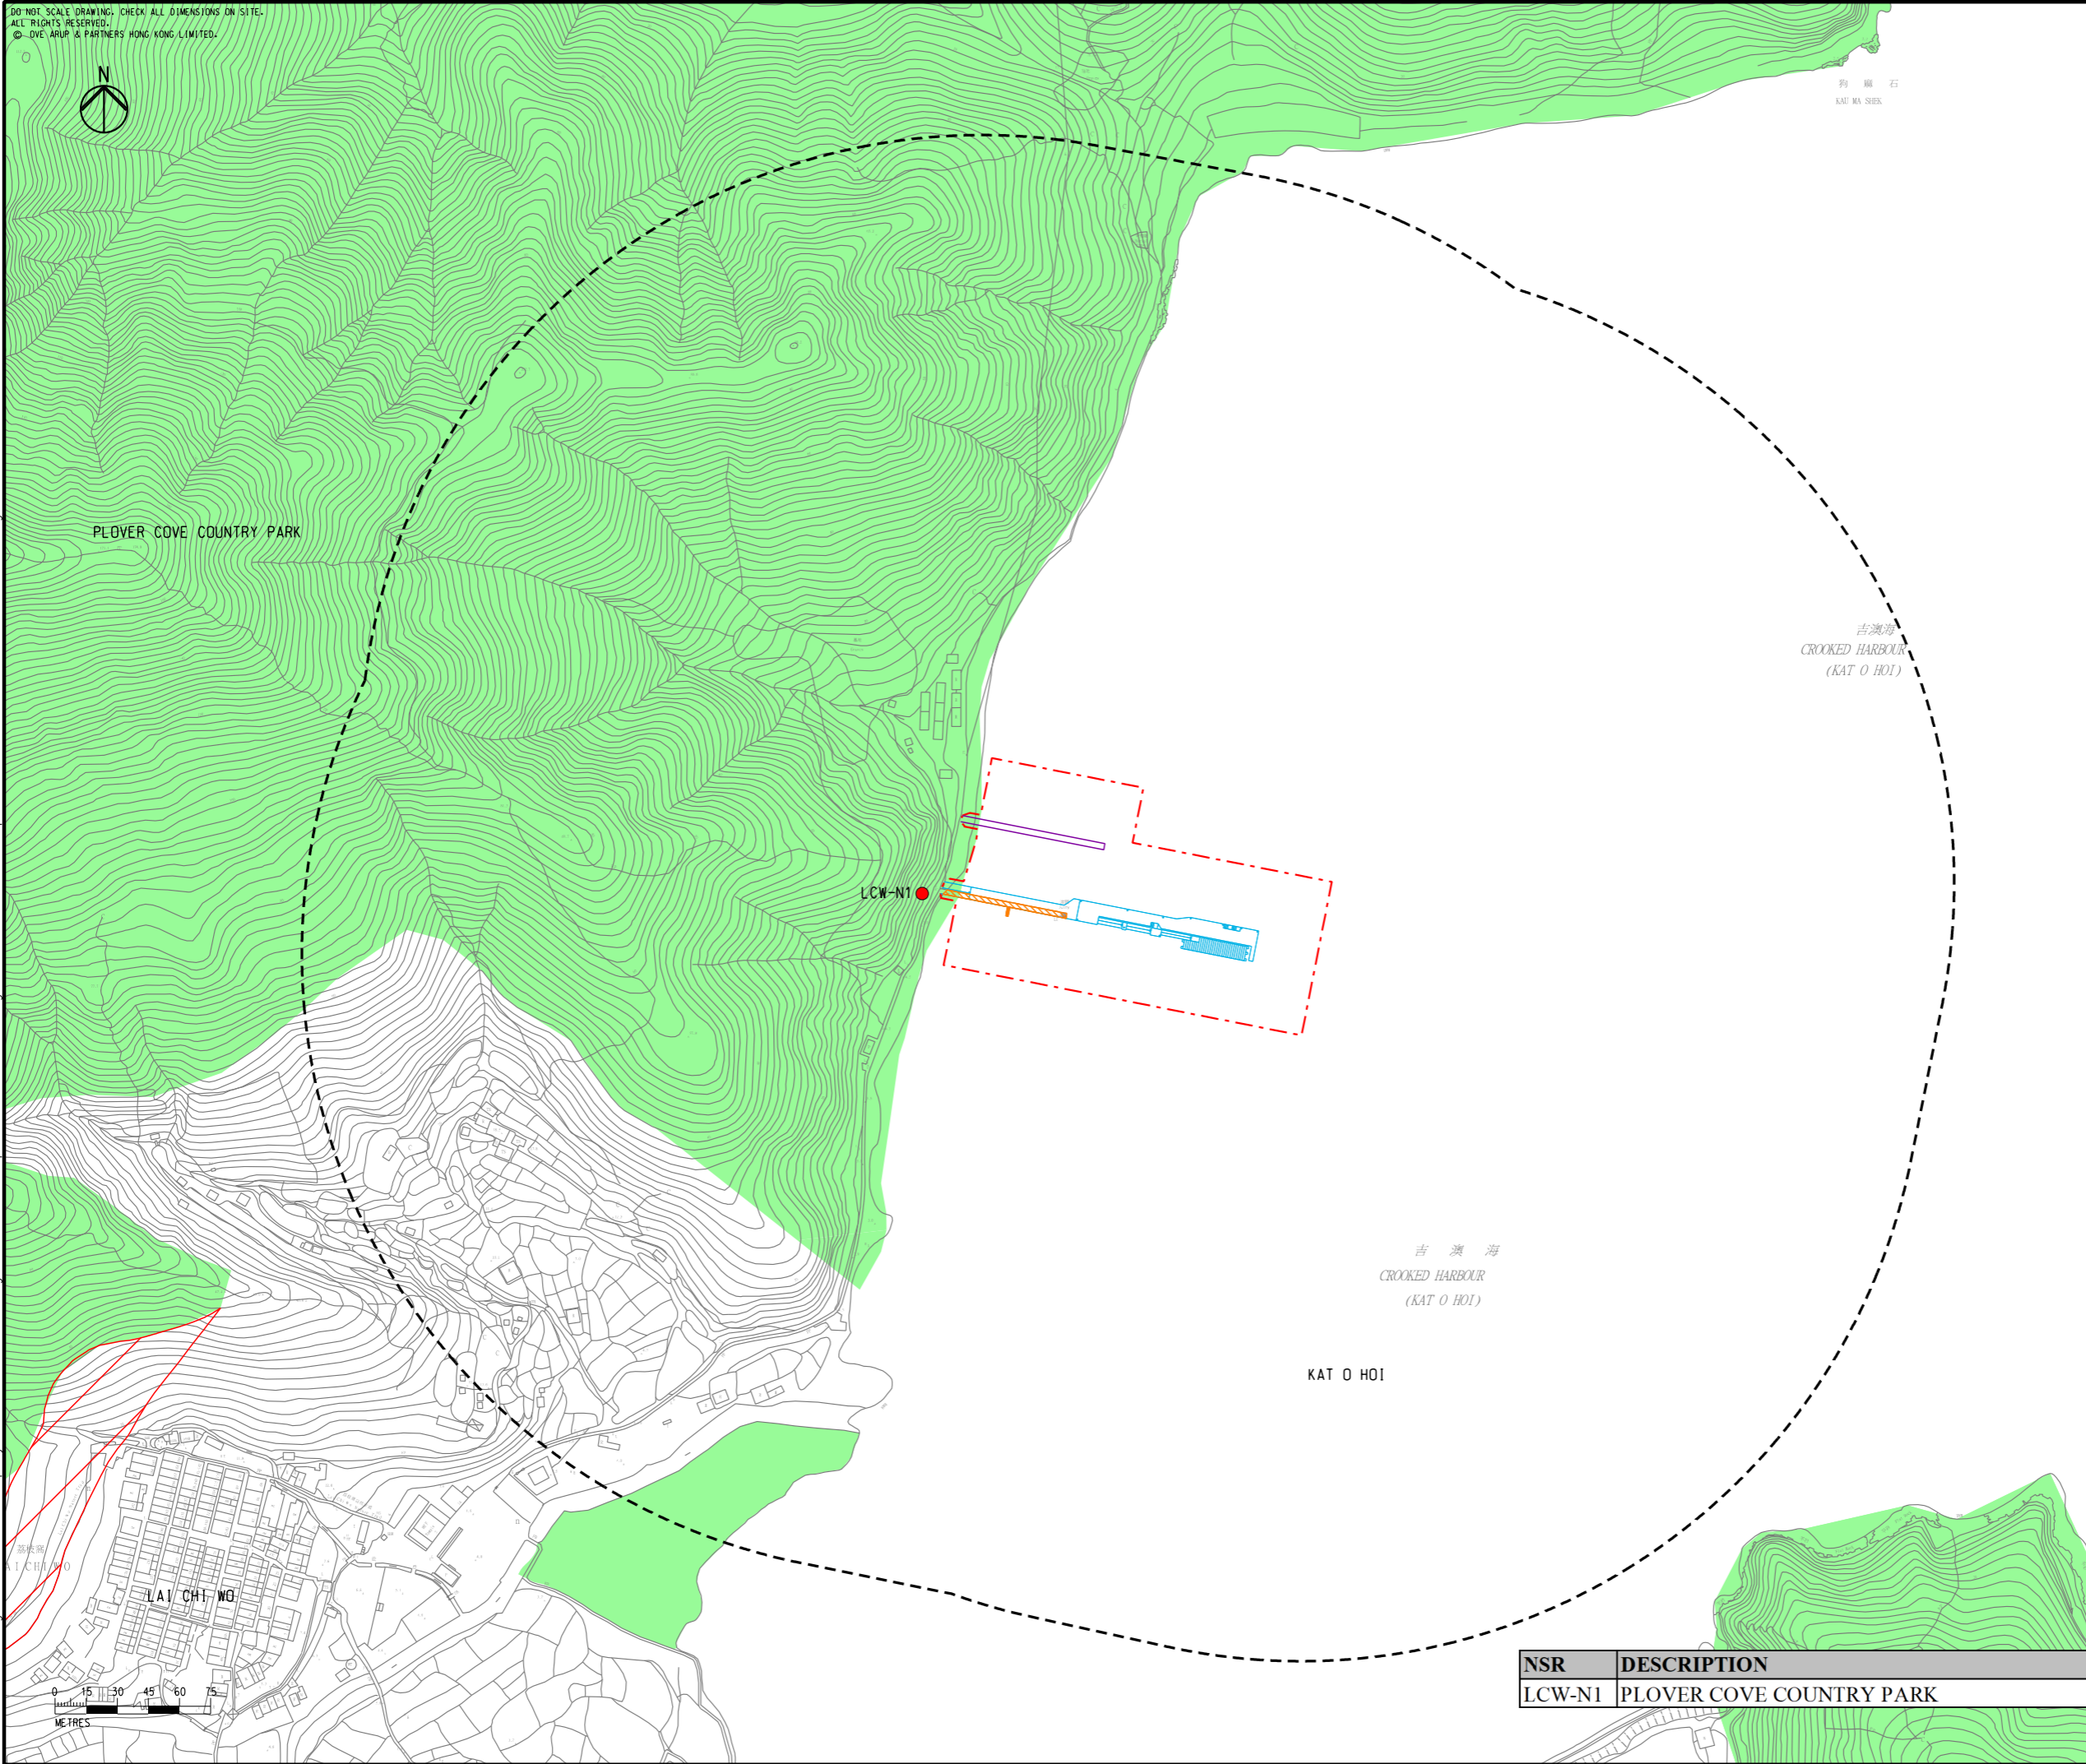 DO NOT SCALE DRAWING. CHECK ALL DIMENSIONS ON SITE.
ALL RIGHTS RESERVED.
© OVE ARUP & PARTNERS HONG KONG LIMITED.
N
KAU MA SHEK
PLOVER COVE COUNTRY PARK
吉澳海
CROOKED HARBOUR
(KAT O HOI)
LCW-N1
吉 澳 海
CROOKED HARBOUR
(KAT O HOI)
KAT O HOI
荔枝窩
LAI CHI WO
0 15 30 45 60 75
METRES
NSR DESCRIPTION
LCW-N1 PLOVER COVE COUNTRY PARK